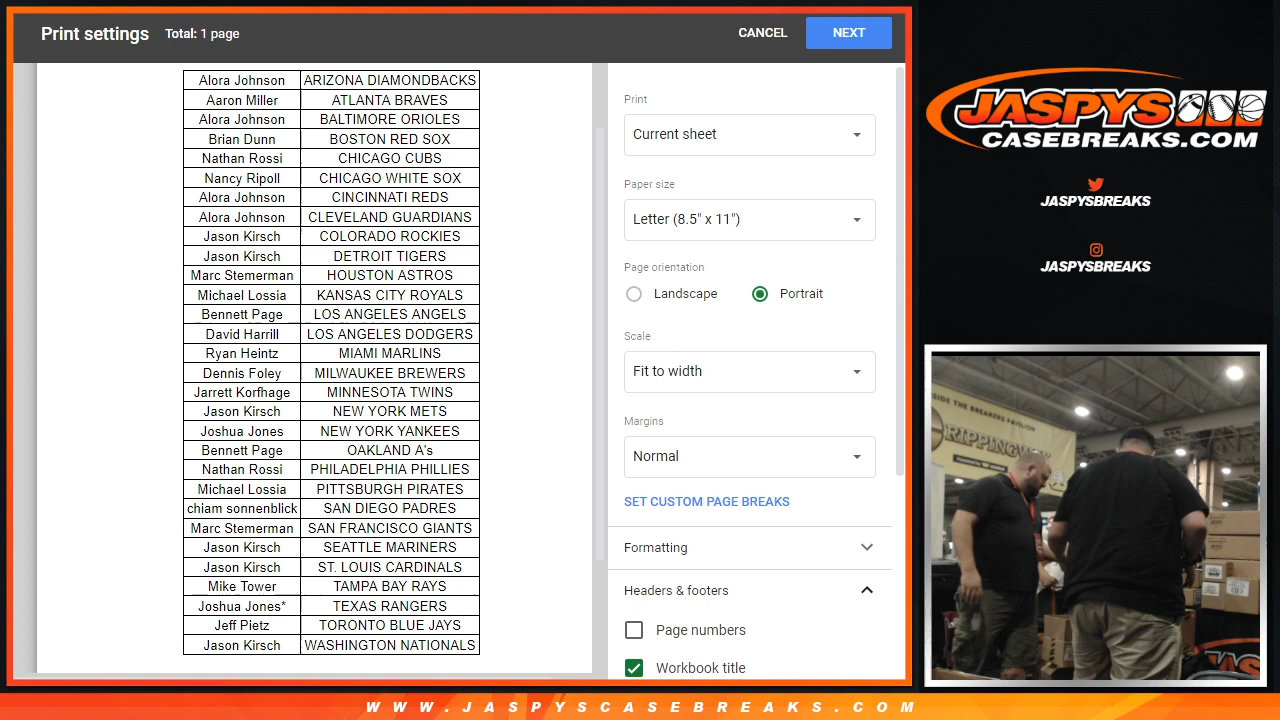 Print settings Total: 1 page CANCEL NEXT
Alora Johnson ARIZONA DIAMONDBACKS
Aaron Miller ATLANTA BRAVES
Alora Johnson BALTIMORE ORIOLES
Brian Dunn BOSTON RED SOX
Nathan Rossi CHICAGO CUBS
Nancy Ripoll CHICAGO WHITE SOX
Alora Johnson CINCINNATI REDS
Alora Johnson CLEVELAND GUARDIANS
Jason Kirsch COLORADO ROCKIES
Jason Kirsch DETROIT TIGERS
Marc Stemerman HOUSTON ASTROS
Michael Lossia KANSAS CITY ROYALS
Bennett Page LOS ANGELES ANGELS
David Harrill LOS ANGELES DODGERS
Ryan Heintz MIAMI MARLINS
Dennis Foley MILWAUKEE BREWERS
Jarrett Korfhage MINNESOTA TWINS
Jason Kirsch NEW YORK METS
Joshua Jones NEW YORK YANKEES
Bennett Page OAKLAND A's
Nathan Rossi PHILADELPHIA PHILLIES
Michael Lossia PITTSBURGH PIRATES
chiam sonnenblick SAN DIEGO PADRES
Marc Stemerman SAN FRANCISCO GIANTS
Jason Kirsch SEATTLE MARINERS
Jason Kirsch ST. LOUIS CARDINALS
Mike Tower TAMPA BAY RAYS
Joshua Jones* TEXAS RANGERS
Jeff Pietz TORONTO BLUE JAYS
Jason Kirsch WASHINGTON NATIONALS
Print
Current sheet
Paper size
Letter (8.5" x 11")
Page orientation
Landscape Portrait
Scale
Fit to width
Margins
Normal
SET CUSTOM PAGE BREAKS
Formatting
Headers & footers
Page numbers
Workbook title
JASPYS
CASEBREAKS.COM
JASPYSBREAKS
JASPYSBREAKS
SIDE THE BREAKERS PAVILION
RIPPING
WWW.JASPYSCASEBREAKS.COM